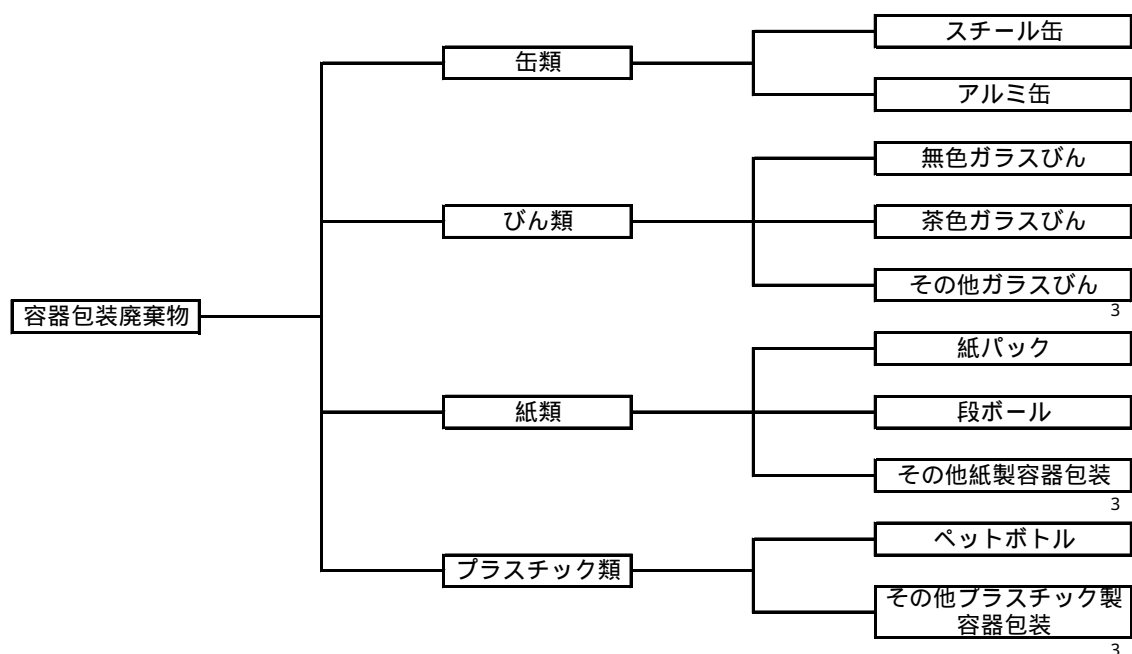 容器包装廃棄物
缶類
スチール缶
アルミ缶
びん類
無色ガラスびん
茶色ガラスびん
その他ガラスびん
3
紙類
紙パック
段ボール
その他紙製容器包装
3
プラスチック類
ペットボトル
その他プラスチック製
容器包装
3